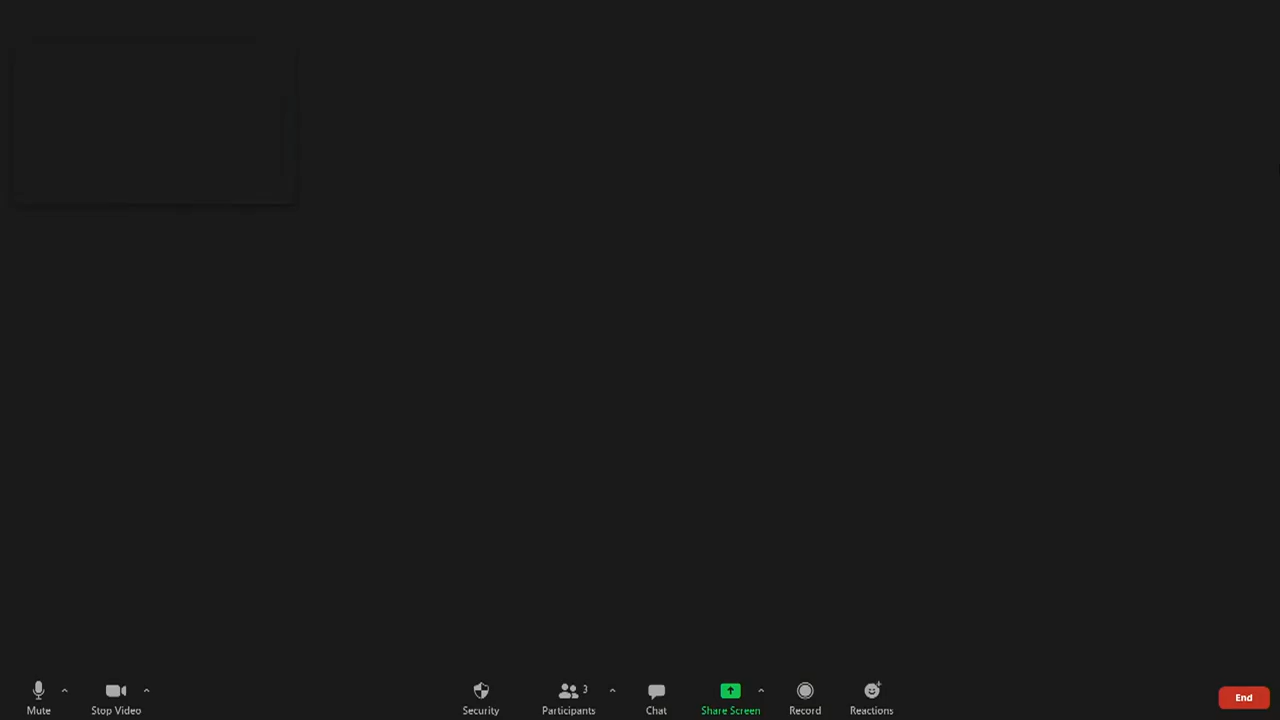 3
Mute
Stop Video
Security
Participants
Chat
Share Screen
Record
Reactions
End